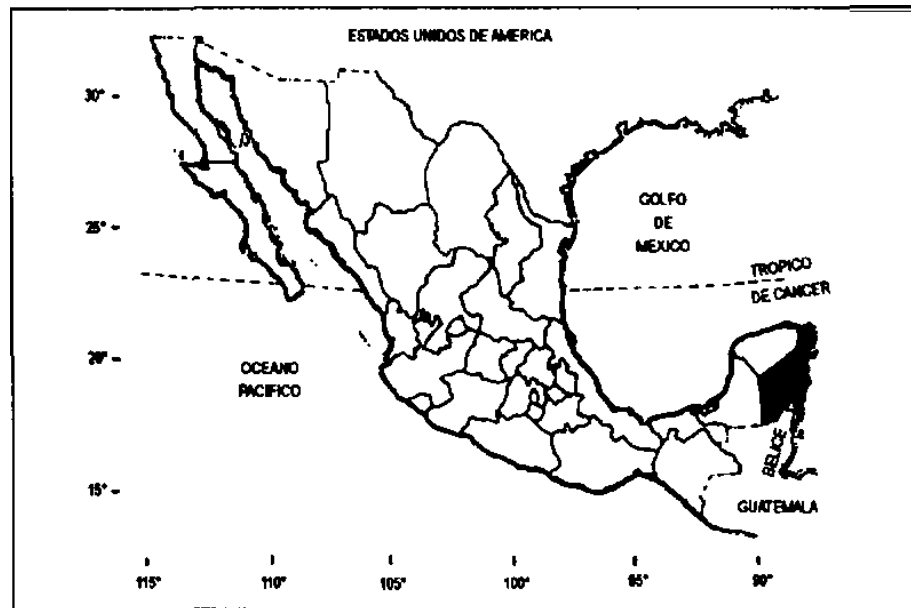 ESTADOS UNIDOS DE AMERICA
30°
25°
20°
15°
GOLFO
DE
MEXICO
TROPICO
DE CANCER
OCEANO
PACIFICO
BELICE
GUATEMALA
115°
110°
105°
100°
95°
90°